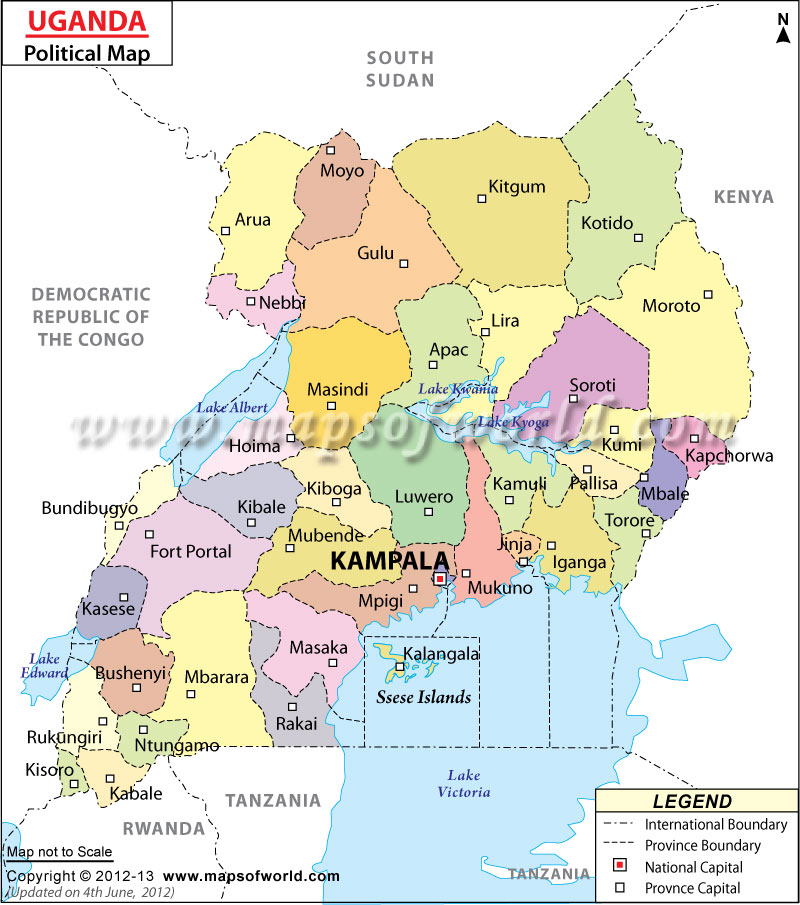 UGANDA
Political Map
N
SOUTH
SUDAN
KENYA
DEMOCRATIC
REPUBLIC OF
THE CONGO
Moyo
Arua
Kitgum
Kotido
Gulu
Nebbi
Moroto
Lira
Apac
Masindi
Soroti
Lake Albert
Lake Kwania
Lake Kyoga
www.mapsofworld.com
Hoima
Kumi
Kapchorwa
Kiboga
Kamuli
Pallisa
Bundibugyo
Kibale
Luwero
Mbale
Mubende
Torore
Fort Portal
KAMPALA
Jinja
Iganga
Kasese
Mpigi
Mukuno
Masaka
Kalangala
Lake
Edward
Bushenyi
Mbarara
Ssese Islands
Rakai
Rukungiri
Ntungamo
Kisoro
Kabale
Lake
Victoria
TANZANIA
RWANDA
TANZANIA
LEGEND
International Boundary
Province Boundary
National Capital
Provnce Capital
Map not to Scale
Copyright © 2012-13 www.mapsofworld.com
(Updated on 4th June, 2012)